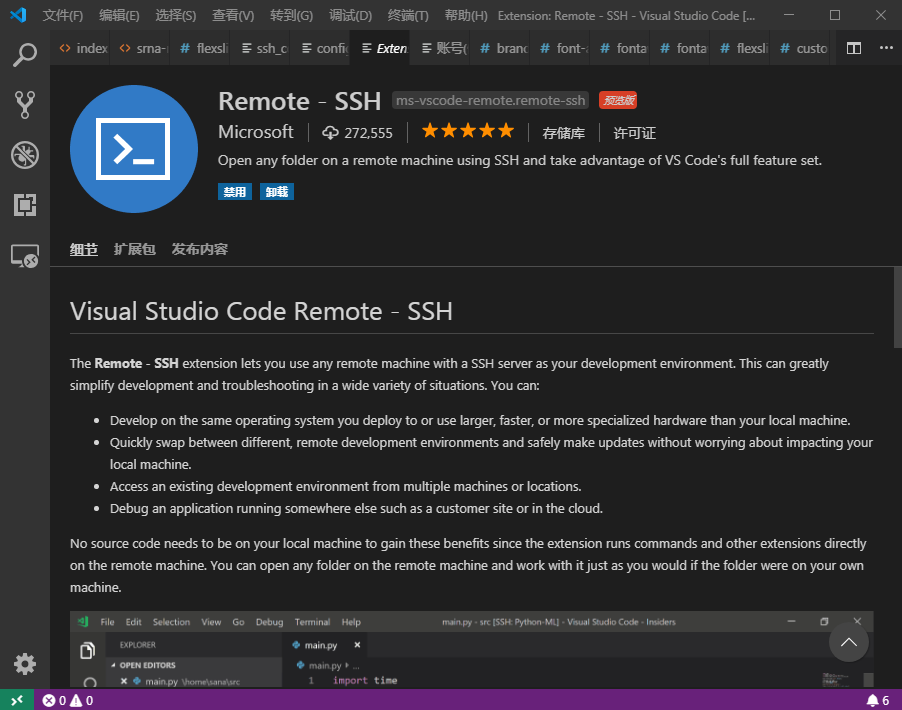 文件(F) 编辑(E) 选择(S) 查看(V) 转到(G) 调试(D) 终端(T) 帮助(H) Extension: Remote - SSH - Visual Studio Code [...
index srna- flexsli ssh_c config Exten 账号( branc font- fonta fonta flexsli custo
Remote - SSH ms-vscode-remote.remote-ssh 预览版
Microsoft 272,555 存储库 许可证
Open any folder on a remote machine using SSH and take advantage of VS Code's full feature set.
禁用 卸载
细节 扩展包 发布内容
Visual Studio Code Remote - SSH
The Remote - SSH extension lets you use any remote machine with a SSH server as your development environment. This can greatly
simplify development and troubleshooting in a wide variety of situations. You can:
• Develop on the same operating system you deploy to or use larger, faster, or more specialized hardware than your local machine.
• Quickly swap between different, remote development environments and safely make updates without worrying about impacting your
local machine.
• Access an existing development environment from multiple machines or locations.
• Debug an application running somewhere else such as a customer site or in the cloud.
No source code needs to be on your local machine to gain these benefits since the extension runs commands and other extensions directly
on the remote machine. You can open any folder on the remote machine and work with it just as you would if the folder were on your own
machine.
File Edit Selection View Go Debug Terminal Help main.py - src [SSH: Python-ML] - Visual Studio Code - Insiders
EXPLORER main.py
OPEN EDITORS main.py ...
main.py \home\sana\src 1 import time
0 0 6